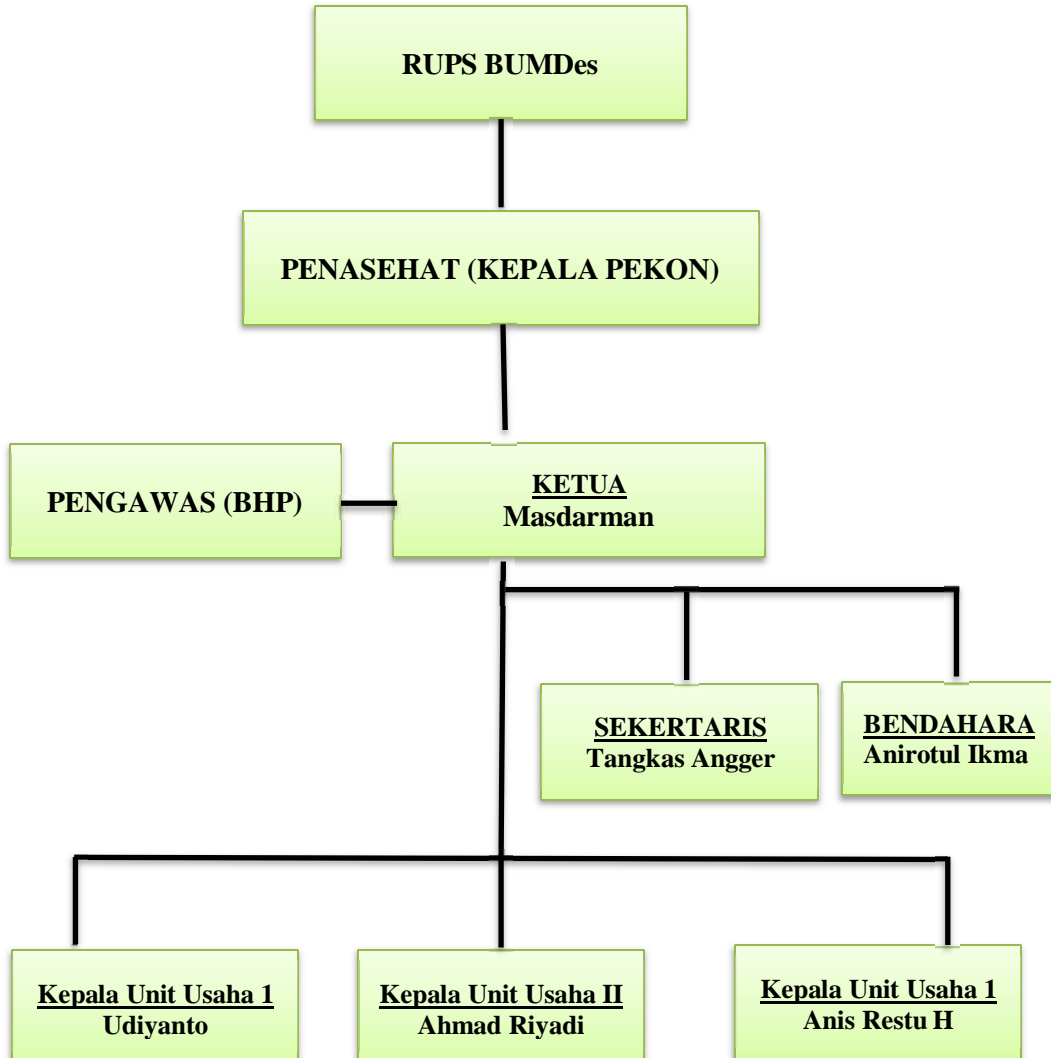 RUPS BUMDes
PENASEHAT (KEPALA PEKON)
PENGAWAS (BHP)
KETUA
Masdarman
SEKERTARIS
Tangkas Angger
BENDAHARA
Anirotul Ikma
Kepala Unit Usaha 1
Udiyanto
Kepala Unit Usaha II
Ahmad Riyadi
Kepala Unit Usaha 1
Anis Restu H